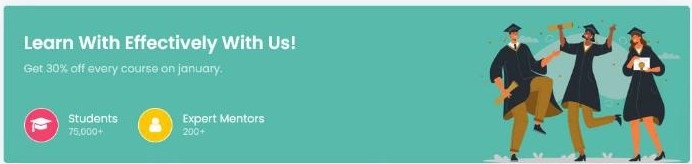 Learn With Effectively With Us!
Get 30% off every course on january.
Students
75,000+
Expert Mentors
200+